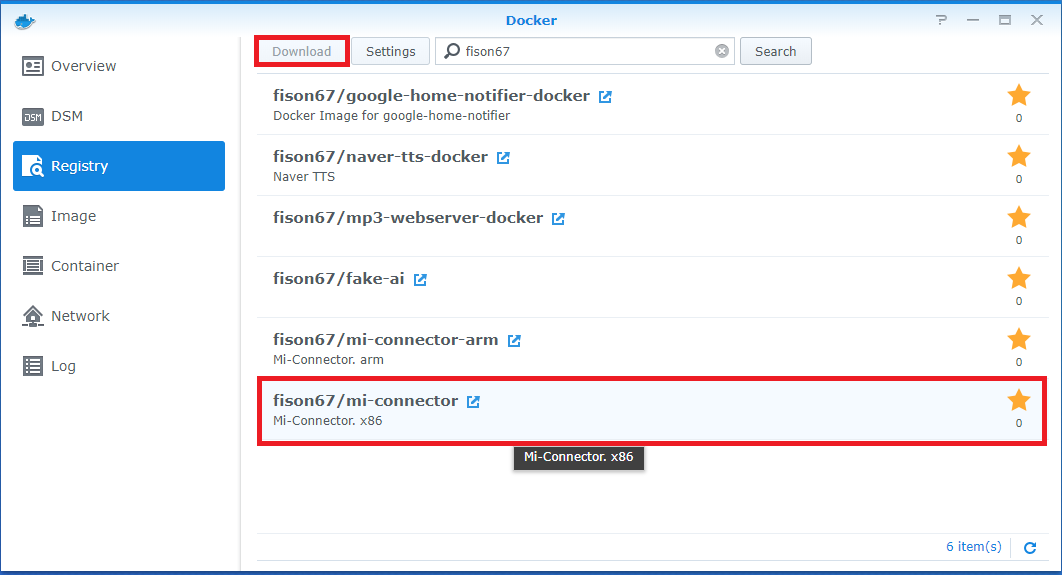 Docker
Overview
DSM
DSM
Registry
Image
Container
Network
Log
Download Settings fison67 Search
fison67/google-home-notifier-docker
Docker Image for google-home-notifier
0
fison67/naver-tts-docker
Naver TTS
0
fison67/mp3-webserver-docker
0
fison67/fake-ai
0
fison67/mi-connector-arm
Mi-Connector. arm
0
fison67/mi-connector
Mi-Connector. x86
0
Mi-Connector. x86
6 item(s)